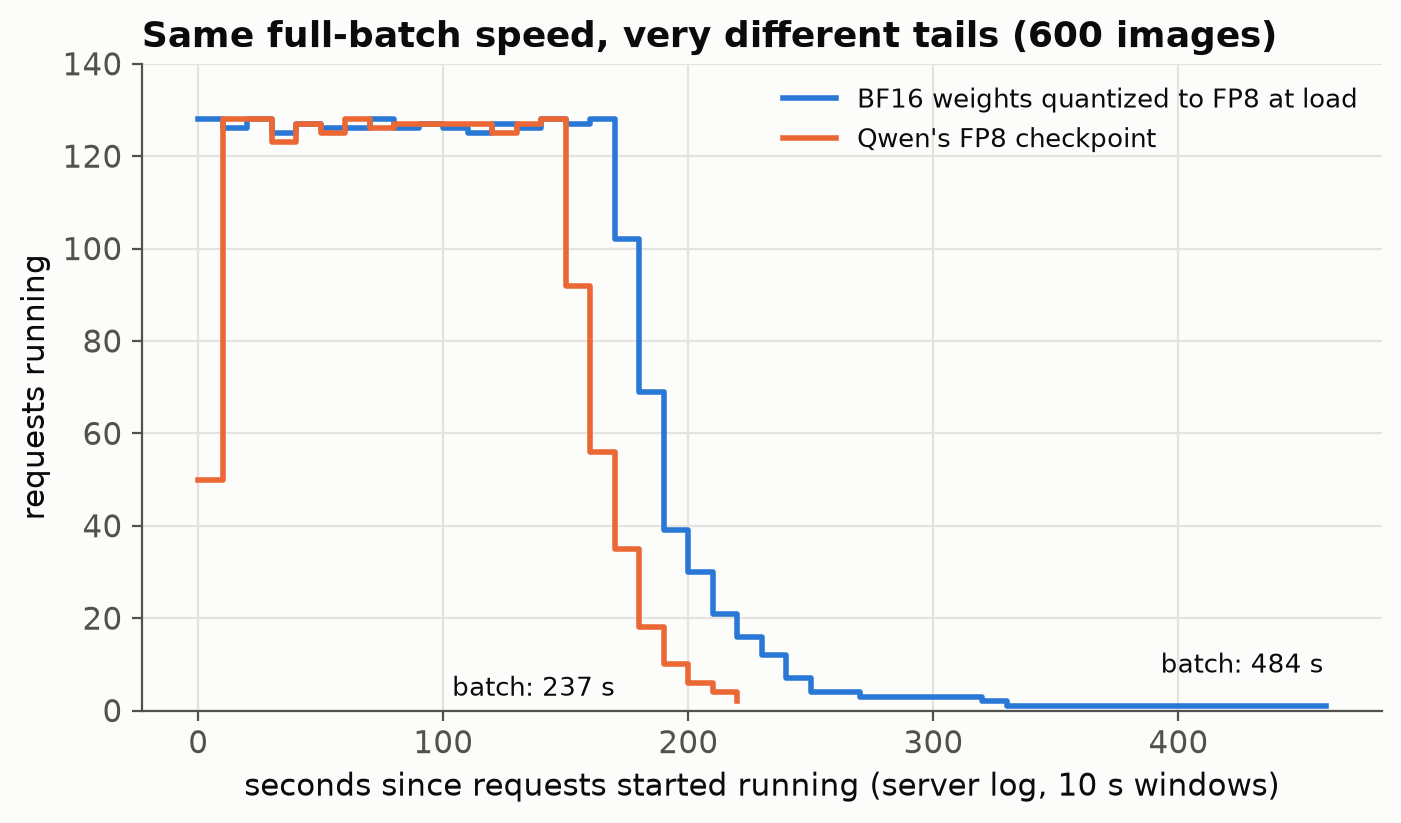 Same full-batch speed, very different tails (600 images)
BF16 weights quantized to FP8 at load
Qwen's FP8 checkpoint
requests running
140
120
100
80
60
40
20
0
batch: 237 s
batch: 484 s
0 100 200 300 400
seconds since requests started running (server log, 10 s windows)